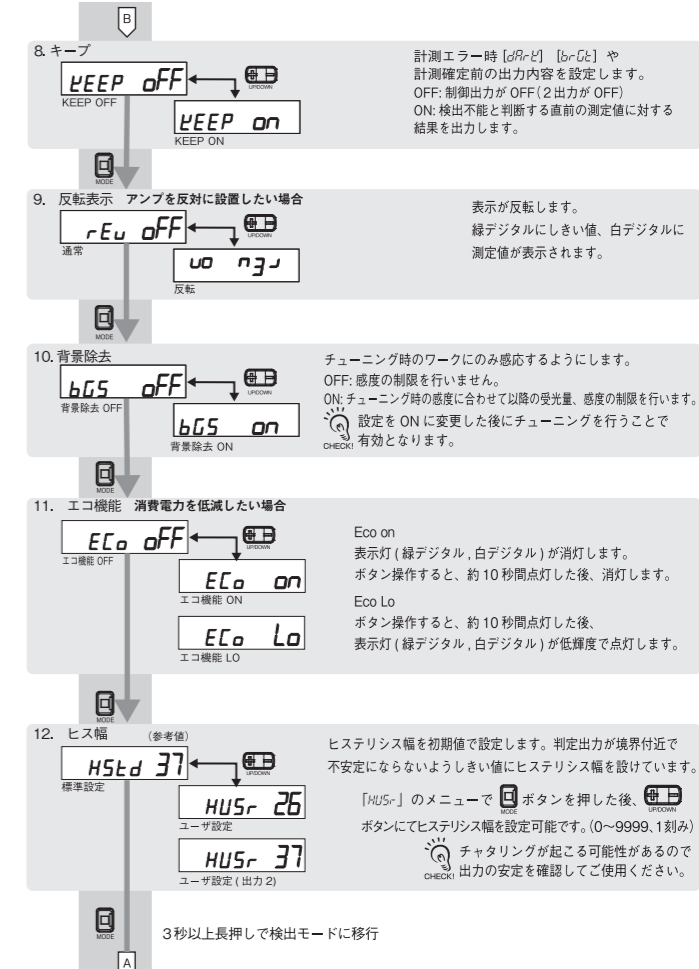 B
8. キープ
KEEP oFF
KEEP OFF
UP/DOWN
KEEP on
KEEP ON
計測エラー時 [dArk] [brGt] や
計測確定前の出力内容を設定します。
OFF: 制御出力が OFF(2 出力が OFF)
ON: 検出不能と判断する直前の測定値に対する
結果を出力します。
MODE
9. 反転表示 アンプを反対に設置したい場合
rEv oFF
通常
UP/DOWN
rEv on
反転
表示が反転します。
緑デジタルにしきい値、白デジタルに
測定値が表示されます。
MODE
10. 背景除去
bGS oFF
背景除去 OFF
UP/DOWN
bGS on
背景除去 ON
チューニング時のワークにのみ感応するようにします。
OFF: 感度の制限を行いません。
ON: チューニング時の感度に合わせて以降の受光量、感度の制限を行います。
設定を ON に変更した後にチューニングを行うことで
CHECK! 有効となります。
MODE
11. エコ機能 消費電力を低減したい場合
ECo oFF
エコ機能 OFF
UP/DOWN
ECo on
エコ機能 ON
ECo Lo
エコ機能 LO
Eco on
表示灯 ( 緑デジタル , 白デジタル ) が消灯します。
ボタン操作すると、約 10 秒間点灯した後、消灯します。
Eco Lo
ボタン操作すると、約 10 秒間点灯した後、
表示灯 ( 緑デジタル , 白デジタル ) が低輝度で点灯します。
MODE
12. ヒス幅 (参考値)
HStd 37
標準設定
UP/DOWN
HUSr 26
ユーザ設定
HUSr 37
ユーザ設定 ( 出力 2)
ヒステリシス幅を初期値で設定します。判定出力が境界付近で
不安定にならないようしきい値にヒステリシス幅を設けています。
「HUSr」のメニューで MODE ボタンを押した後、 UP/DOWN
ボタンにてヒステリシス幅を設定可能です。(0〜9999、1刻み)
チャタリングが起こる可能性があるので
CHECK! 出力の安定を確認してご使用ください。
MODE
3秒以上長押しで検出モードに移行
A